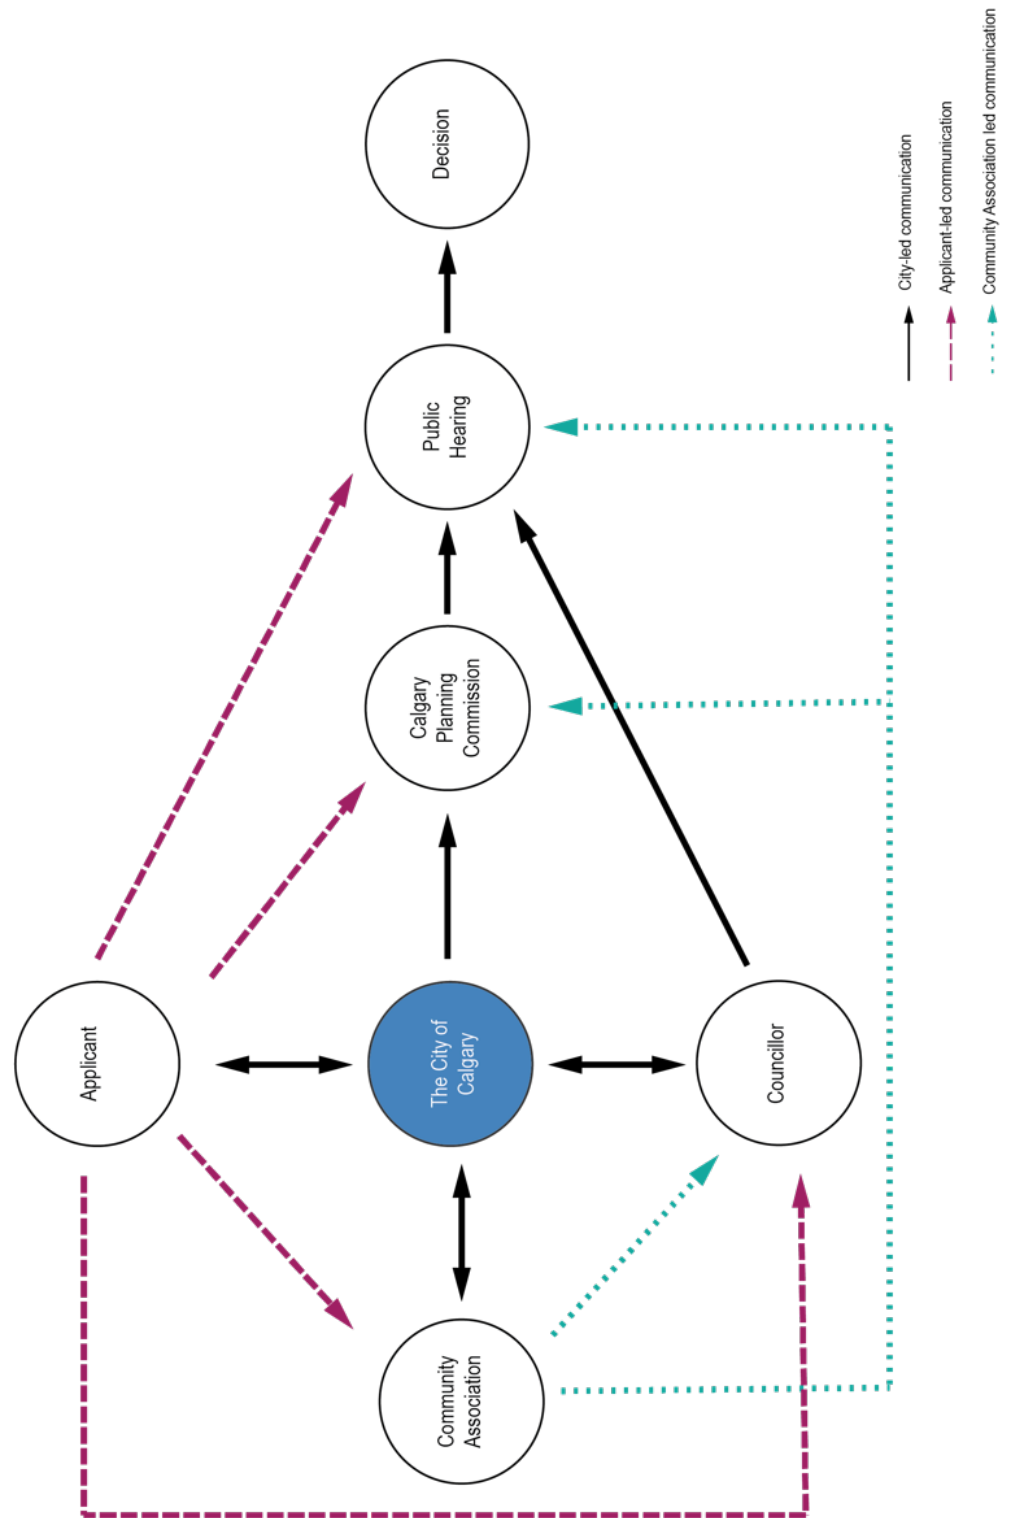 Applicant
Community
Association
The City of
Calgary
Calgary
Planning
Commission
Public
Hearing
Decision
Councillor
City-led communication
Applicant-led communication
Community Association led communication